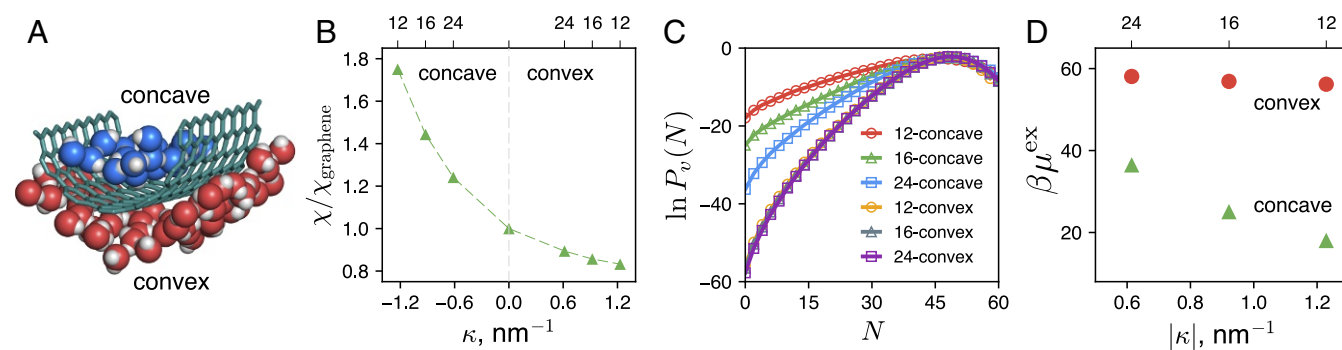 A
concave
convex
B
12 16 24 24 16 12
concave convex
1.8
1.6
1.4
1.2
1.0
0.8
χ/χgraphene
−1.2 −0.6 0.0 0.6 1.2
κ, nm−1
C
0
−20
−40
−60
ln Pv(N)
12-concave
16-concave
24-concave
12-convex
16-convex
24-convex
0 15 30 45 60
N
D
24 16 12
60
40
20
βμex
convex
concave
0.6 0.8 1.0 1.2
|κ|, nm−1